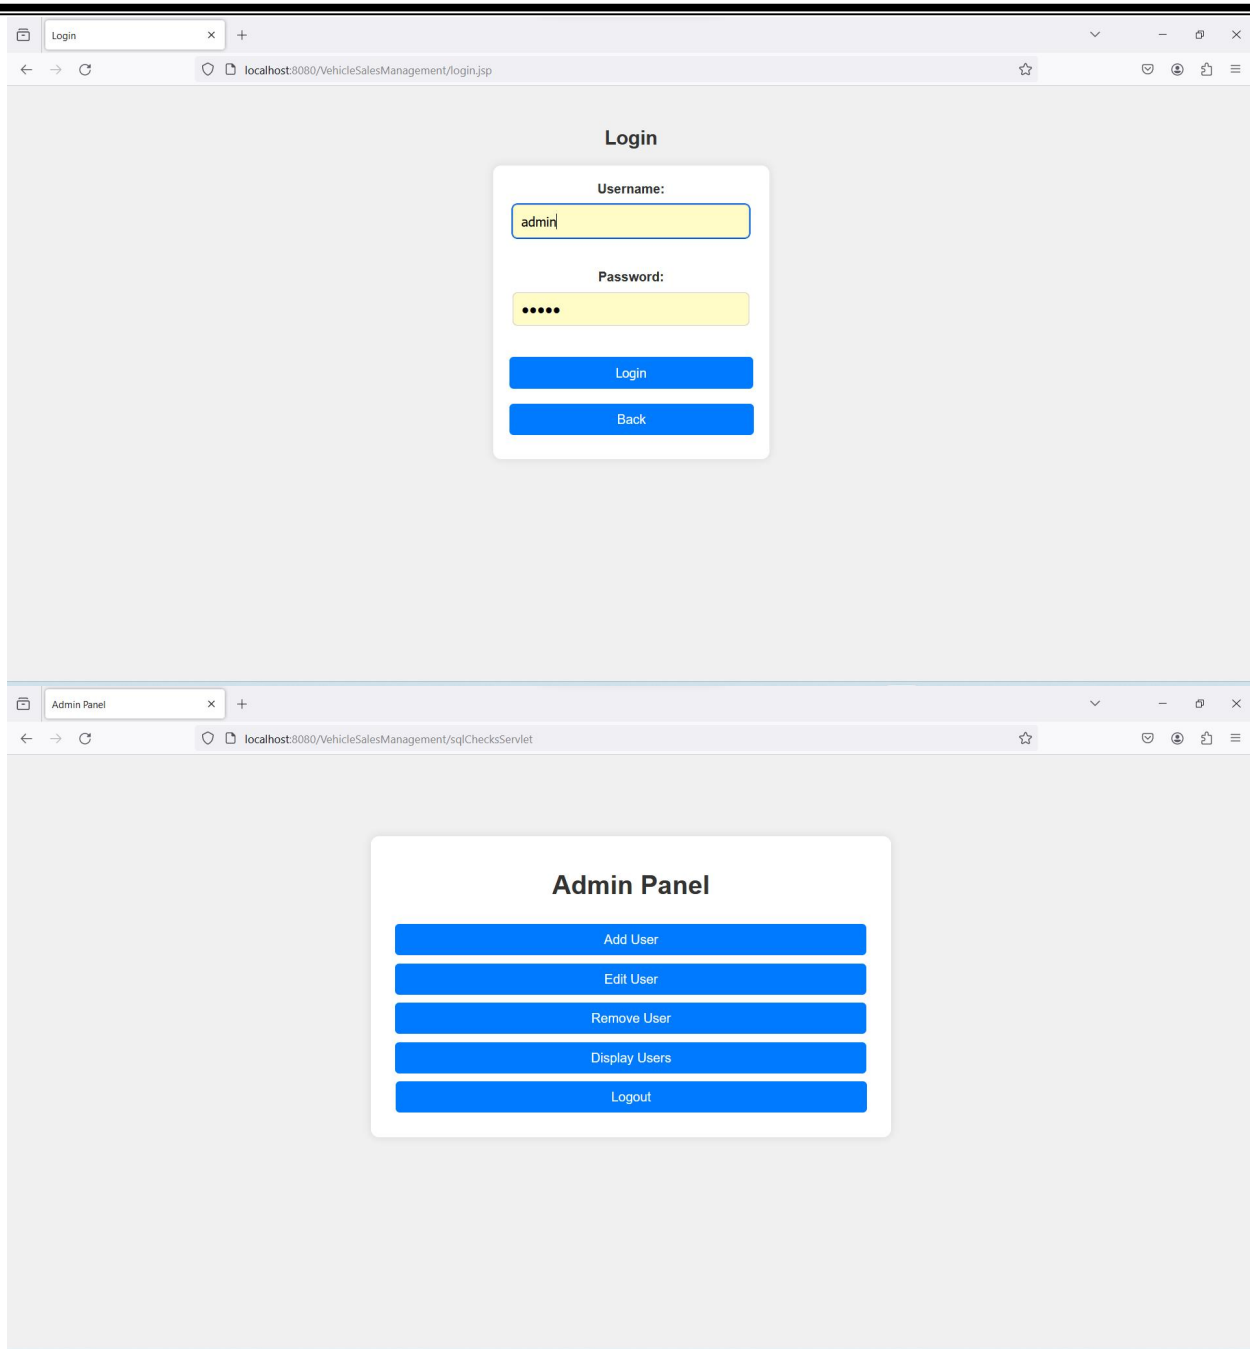 Login
localhost:8080/VehicleSalesManagement/login.jsp
Login
Username:
admin
Password:
•••••
Login
Back
Admin Panel
localhost:8080/VehicleSalesManagement/sqlChecksServlet
Admin Panel
Add User
Edit User
Remove User
Display Users
Logout